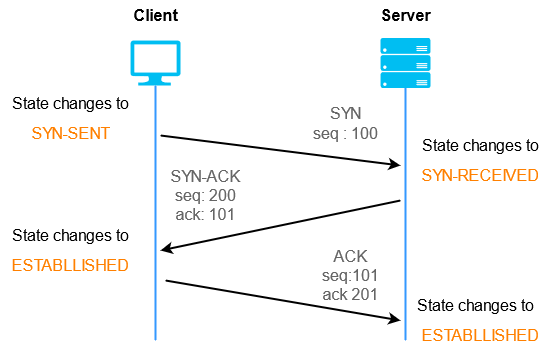 Client
Server
State changes to
SYN-SENT
SYN
seq : 100
State changes to
SYN-RECEIVED
SYN-ACK
seq: 200
ack: 101
State changes to
ESTABLLISHED
ACK
seq:101
ack 201
State changes to
ESTABLLISHED